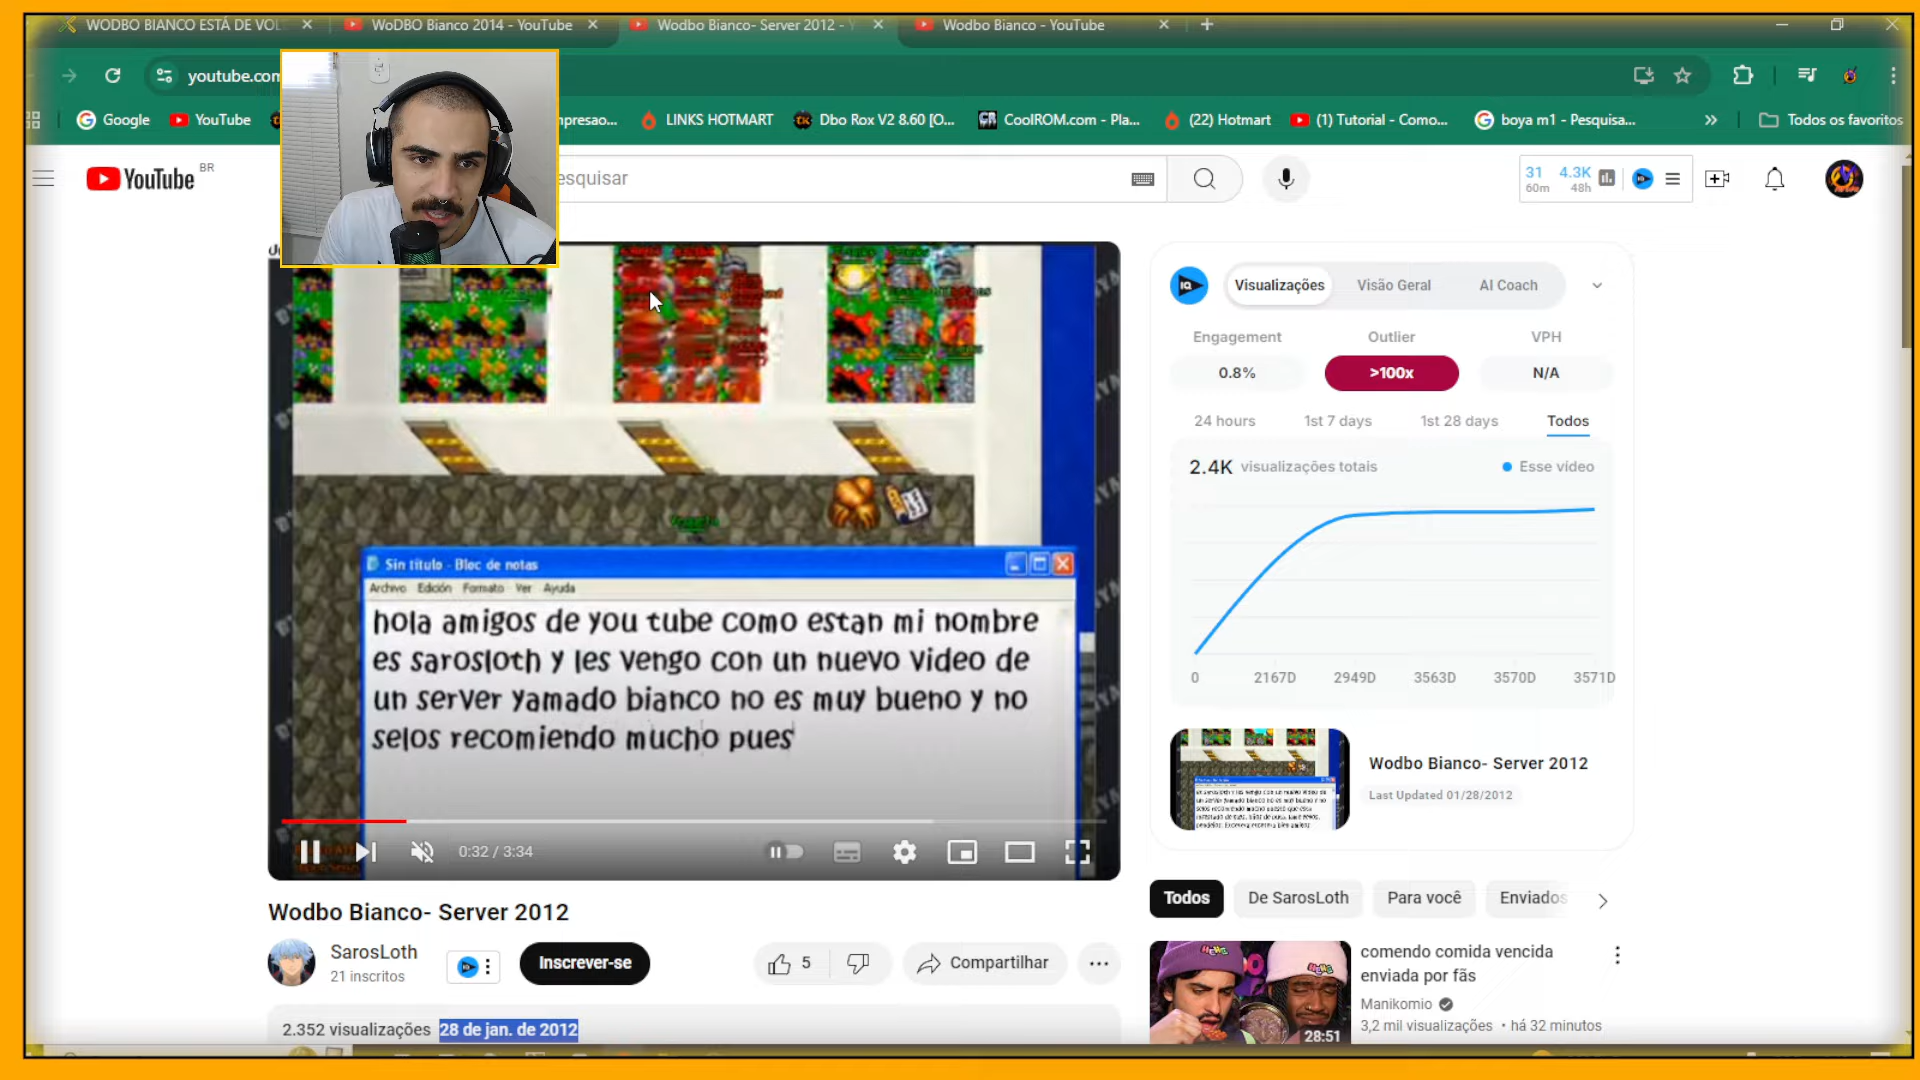 WODBO BIANCO ESTÁ DE VOL
WoDBO Bianco 2014 - YouTube
Wodbo Bianco- Server 2012 -
Wodbo Bianco - YouTube
youtube.com
Google
YouTube
npresao...
LINKS HOTMART
Dbo Rox V2 8.60 [O...
CoolROM.com - Pla...
(22) Hotmart
(1) Tutorial - Como...
boya m1 - Pesquisa...
Todos os favoritos
YouTube BR
esquisar
31 60m
4.3K 48h
Visualizações
Visão Geral
AI Coach
Engagement
Outlier
VPH
0.8%
>100x
N/A
24 hours
1st 7 days
1st 28 days
Todos
2.4K visualizações totais
Esse video
0
2167D
2949D
3563D
3570D
3571D
Sin título - Bloc de notas
Archivo Edición Formato Ver Ayuda
hola amigos de you tube como estan mi nombre
es sarosloth y les vengo con un nuevo video de
un server yamado bianco no es muy bueno y no
selos recomiendo mucho pues
0:32 / 3:34
Wodbo Bianco- Server 2012
Last Updated 01/28/2012
Wodbo Bianco- Server 2012
SarosLoth
21 inscritos
Inscrever-se
5
Compartilhar
2.352 visualizações 28 de jan. de 2012
Todos
De SarosLoth
Para você
Enviados
comendo comida vencida
enviada por fãs
Manikomio
3,2 mil visualizações • há 32 minutos
28:51